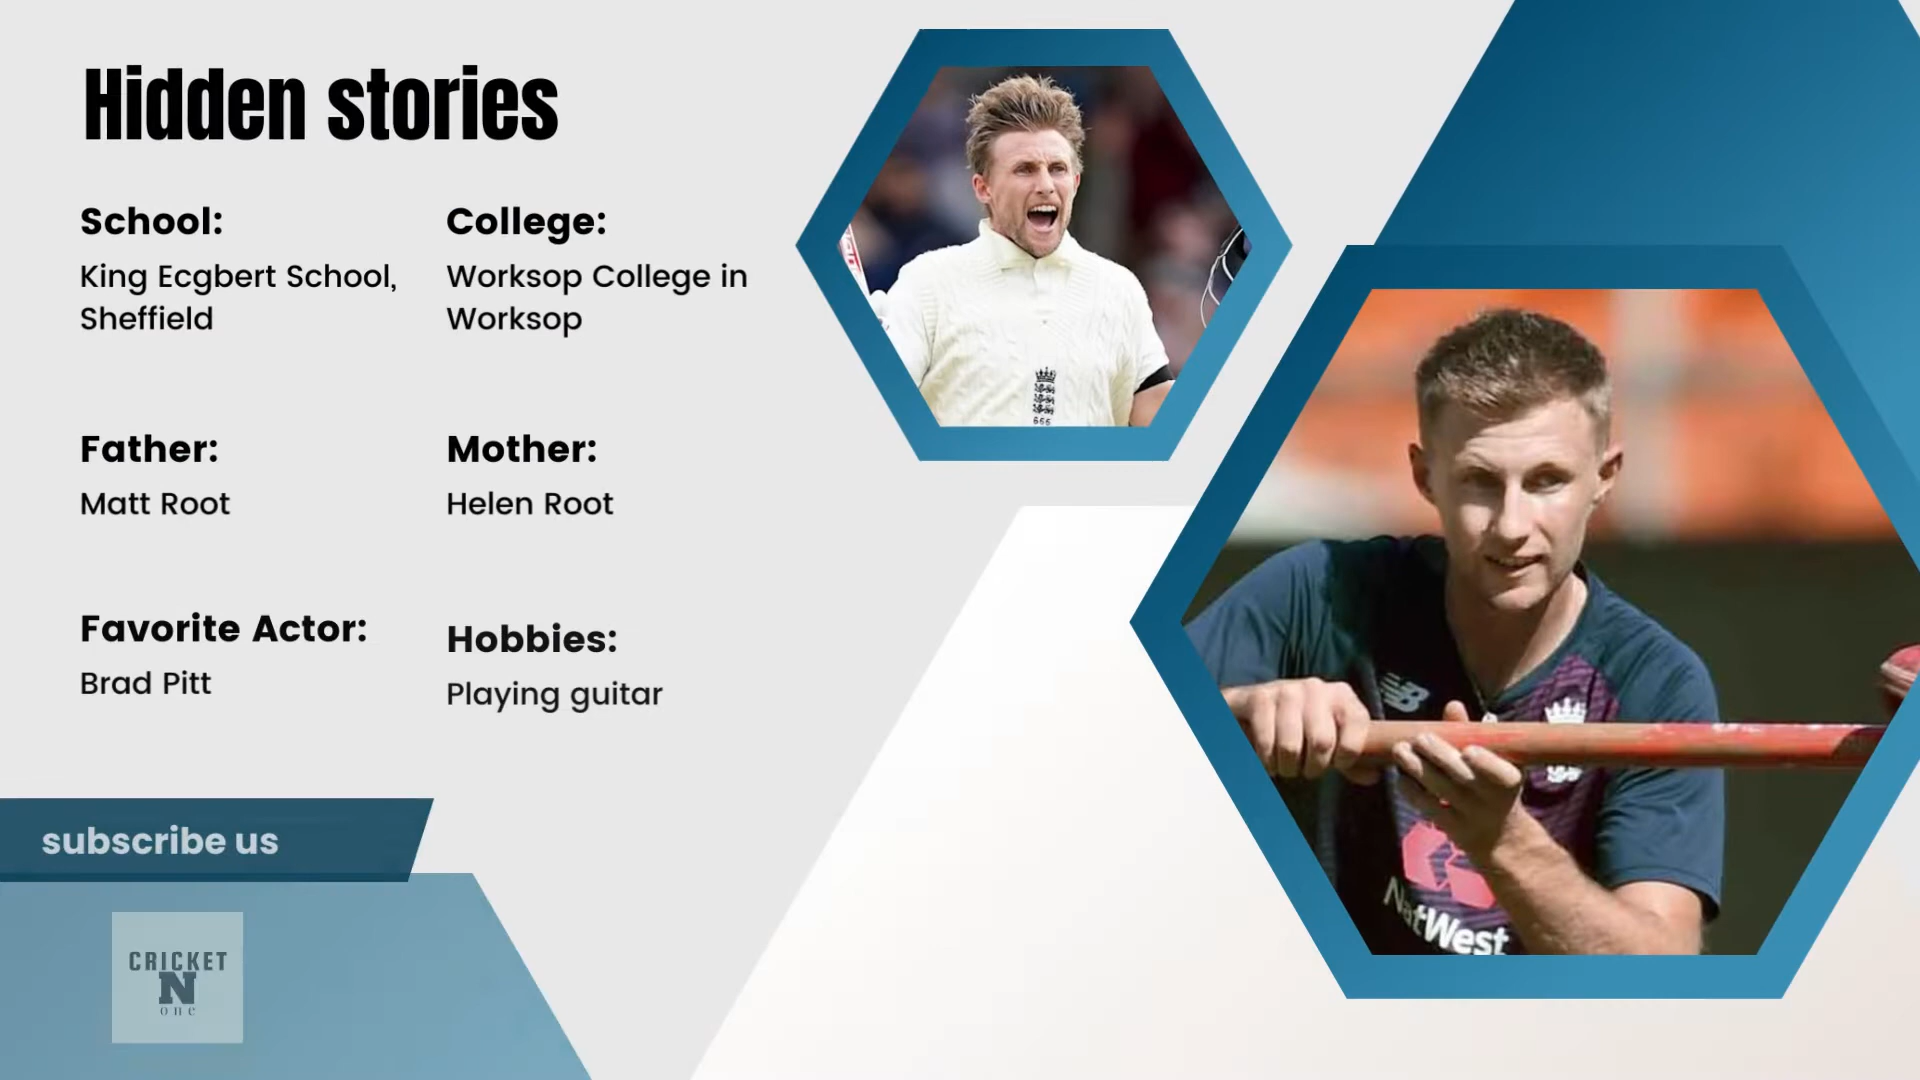 Hidden stories
School:
King Ecgbert School,
Sheffield
College:
Worksop College in
Worksop
Father:
Matt Root
Mother:
Helen Root
Favorite Actor:
Brad Pitt
Hobbies:
Playing guitar
subscribe us
CRICKET
N
one
665
NatWest